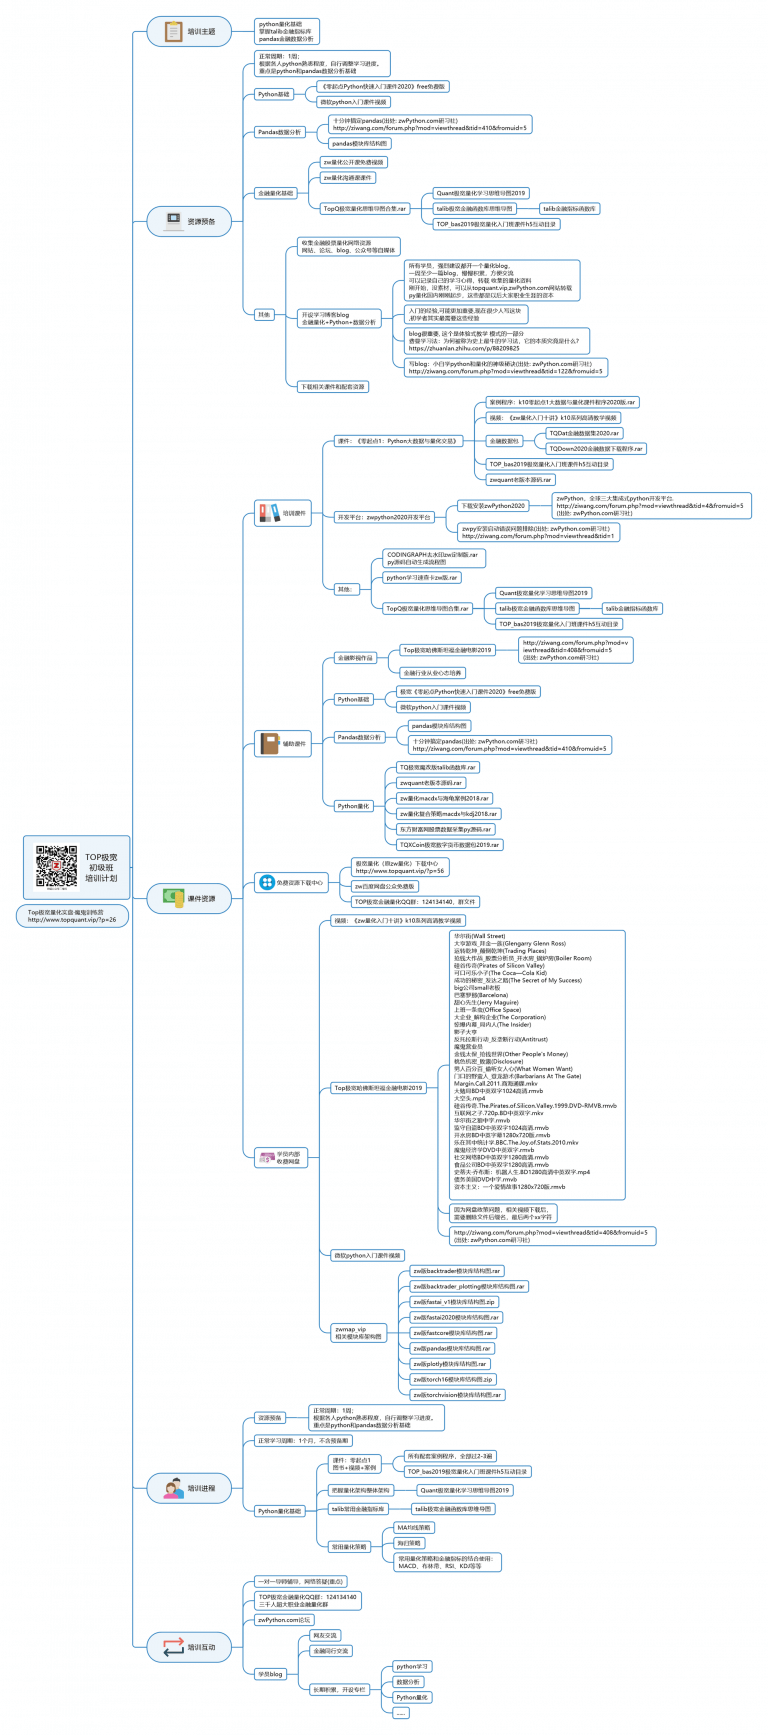 TOP极宽
初级班
培训计划
Top极宽量化实盘·魔鬼训练营
http://www.topquant.vip/?p=26
培训主题
python量化基础
掌握talib金融指标库
pandas金融数据分析
资源预备
正常周期：1周；
根据各人python熟悉程度，自行调整学习进度。
重点是python和pandas数据分析基础
Python基础
《零起点Python快速入门课件2020》free免费版
微软python入门课件视频
Pandas数据分析
十分钟搞定pandas(出处: zwPython.com研习社)
http://ziwang.com/forum.php?mod=viewthread&tid=410&fromuid=5
pandas模块库结构图
金融量化基础
zw量化公开课免费视频
zw量化沟通课课件
TopQ极宽量化思维导图合集.rar
Quant极宽量化学习思维导图2019
talib极宽金融函数库思维导图
talib金融指标函数库
TOP_bas2019极宽量化入门班课件h5互动目录
其他
收集金融股票量化网络资源
网站、论坛、blog、公众号等自媒体
开设学习博客blog
金融量化+Python+数据分析
所有学员，强烈建议都开一个量化blog，
一周至少一篇blog，慢慢积累，方便交流
可以记录自己的学习心得，转载 收集的量化资料
刚开始，没素材，可以从topquant.vip,zwPython.com网站转载
py量化国内刚刚起步，这些都是以后大家职业生涯的资本
入门的经验,可能更加重要,现在很少人写这块
,初学者其实最需要这些经验
blog很重要, 这个是体验式教学 模式的一部分
费曼学习法：为何被称为史上最牛的学习法，它的本质究竟是什么？
https://zhuanlan.zhihu.com/p/88209825
写blog：小白学python和量化的神级秘诀(出处: zwPython.com研习社)
http://ziwang.com/forum.php?mod=viewthread&tid=122&fromuid=5
下载相关课件和配套资源
课件资源
培训课件
课件：《零起点1：Python大数据与量化交易》
案例程序：k10零起点1大数据与量化课件程序2020版.rar
视频：《zw量化入门十讲》k10系列高清教学视频
金融数据包
TQDat金融数据集2020.rar
TQDown2020金融数据下载程序.rar
TOP_bas2019极宽量化入门班课件h5互动目录
zwquant老版本源码.rar
开发平台：zwpython2020开发平台
下载安装zwPython2020
zwPython，全球三大集成式python开发平台.
http://ziwang.com/forum.php?mod=viewthread&tid=4&fromuid=5
(出处: zwPython.com研习社)
zwpy安装启动错误问题排除(出处: zwPython.com研习社)
http://ziwang.com/forum.php?mod=viewthread&tid=1
其他：
CODINGRAPH去水印zw定制版.rar
py源码自动生成流程图
python学习速查卡zw版.rar
TopQ极宽量化思维导图合集.rar
Quant极宽量化学习思维导图2019
talib极宽金融函数库思维导图
talib金融指标函数库
TOP_bas2019极宽量化入门班课件h5互动目录
辅助课件
金融影视作品
Top极宽哈佛斯坦福金融电影2019
http://ziwang.com/forum.php?mod=v
iewthread&tid=408&fromuid=5
(出处: zwPython.com研习社)
金融行业从业心态培养
Python基础
极宽《零起点Python快速入门课件2020》free免费版
微软python入门课件视频
Pandas数据分析
pandas模块库结构图
十分钟搞定pandas(出处: zwPython.com研习社)
http://ziwang.com/forum.php?mod=viewthread&tid=410&fromuid=5
Python量化
TQ极宽魔改版talib函数库.rar
zwquant老版本源码.rar
zw量化macdx与海龟案例2018.rar
zw量化复合策略macdx与kdj2018.rar
东方财富网股票数据采集py源码.rar
TQXCoin极宽数字货币数据包2019.rar
免费资源下载中心
极宽量化（原zw量化）下载中心
http://www.topquant.vip/?p=56
zw百度网盘公众免费版
TOP极宽金融量化QQ群：124134140，群文件
学员内部
收费网盘
视频：《zw量化入门十讲》k10系列高清教学视频
Top极宽哈佛斯坦福金融电影2019
华尔街(Wall Street)
大亨游戏_拜金一族(Glengarry Glenn Ross)
运转乾坤_颠倒乾坤(Trading Places)
抢钱大作战_股票分析员_开水房_锅炉房(Boiler Room)
硅谷传奇(Pirates of Silicon Valley)
可口可乐小子(The Coca—Cola Kid)
成功的秘密_发达之路(The Secret of My Success)
big公司small老板
巴塞罗那(Barcelona)
甜心先生(Jerry Maguire)
上班一条虫(Office Space)
大企业_解构企业(The Corporation)
惊曝内幕_局内人(The Insider)
骗子大亨
反托拉斯行动_反垄断行动(Antitrust)
魔鬼营业员
金钱太保_抢钱世界(Other People's Money)
桃色机密_披露(Disclosure)
男人百分百_偷听女人心(What Women Want)
门口的野蛮人_登龙游术(Barbarians At The Gate)
Margin.Call.2011.商海通牒.mkv
大赌局BD中英双字1024高清.rmvb
大空头.mp4
硅谷传奇.The.Pirates.of.Silicon.Valley.1999.DVD-RMVB.rmvb
互联网之子.720p.BD中英双字.mkv
华尔街之狼中字.rmvb
监守自盗BD中英双字1024高清.rmvb
开水房BD中英字幕1280x720版.rmvb
乐在其中统计学.BBC.The.Joy.of.Stats.2010.mkv
魔鬼经济学DVD中英双字.rmvb
社交网络BD中英双字1280高清.rmvb
食品公司BD中英双字1280高清.rmvb
史蒂夫·乔布斯：机器人生.BD1280高清中英双字.mp4
债务美国DVD中字.rmvb
资本主义：一个爱情故事1280x720版.rmvb
因为网盘政策问题，相关视频下载后，
需要删除文件后缀名，最后两个xx字符
http://ziwang.com/forum.php?mod=viewthread&tid=408&fromuid=5
(出处: zwPython.com研习社)
微软python入门课件视频
zwmap_vip
相关模块库架构图
zw版backtrader模块库结构图.rar
zw版backtrader_plotting模块库结构图.rar
zw版fastai_v1模块库结构图.zip
zw版fastai2020模块库结构图.rar
zw版fastcore模块库结构图.rar
zw版pandas模块库结构图.rar
zw版plotly模块库结构图.rar
zw版torch16模块库结构图.zip
zw版torchvision模块库结构图.rar
培训进程
资源预备
正常周期：1周；
根据各人python熟悉程度，自行调整学习进度。
重点是python和pandas数据分析基础
正常学习周期：1个月，不含预备期
Python量化基础
课件：零起点1
图书+视频+案例
所有配套案例程序，全部过2-3遍
TOP_bas2019极宽量化入门班课件h5互动目录
把握量化架构整体架构
Quant极宽量化学习思维导图2019
talib常用金融指标库
talib极宽金融函数库思维导图
常用量化策略
MA均线策略
海归策略
常用量化策略和金融指标的结合使用：
MACD、布林带、RSI、KDJ等等
培训互动
一对一导师辅导，网络答疑[重点]
TOP极宽金融量化QQ群：124134140
三千人超大职业金融量化群
zwPython.com论坛
学员blog
网友交流
金融同行交流
长期积累，开设专栏
python学习
数据分析
Python量化
......